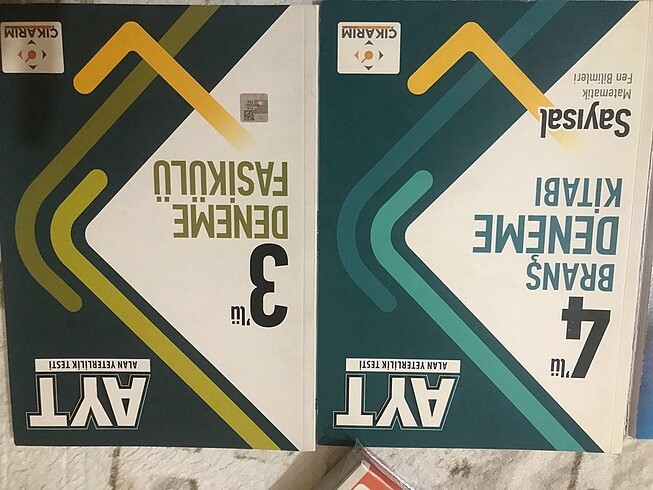 AYT
ALAN YETERLİLİK TESTİ
3'lü
DENEME
FASİKÜLÜ
ÇIKARIM
AYT
ALAN YETERLİLİK TESTİ
4'lü
BRANŞ
DENEME
KİTABI
Sayısal
Matematik
Fen Bilimleri
ÇIKARIM